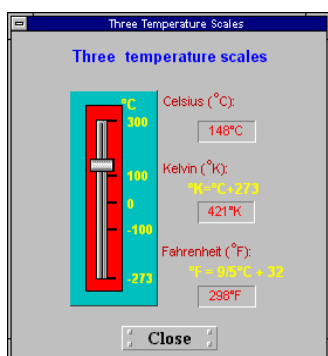 Three Temperature Scales
Three temperature scales
°C
300
100
0
-100
-273
Celsius (°C):
148°C
Kelvin (°K):
°K=°C+273
421°K
Fahrenheit (°F):
°F = 9/5°C + 32
298°F
Close